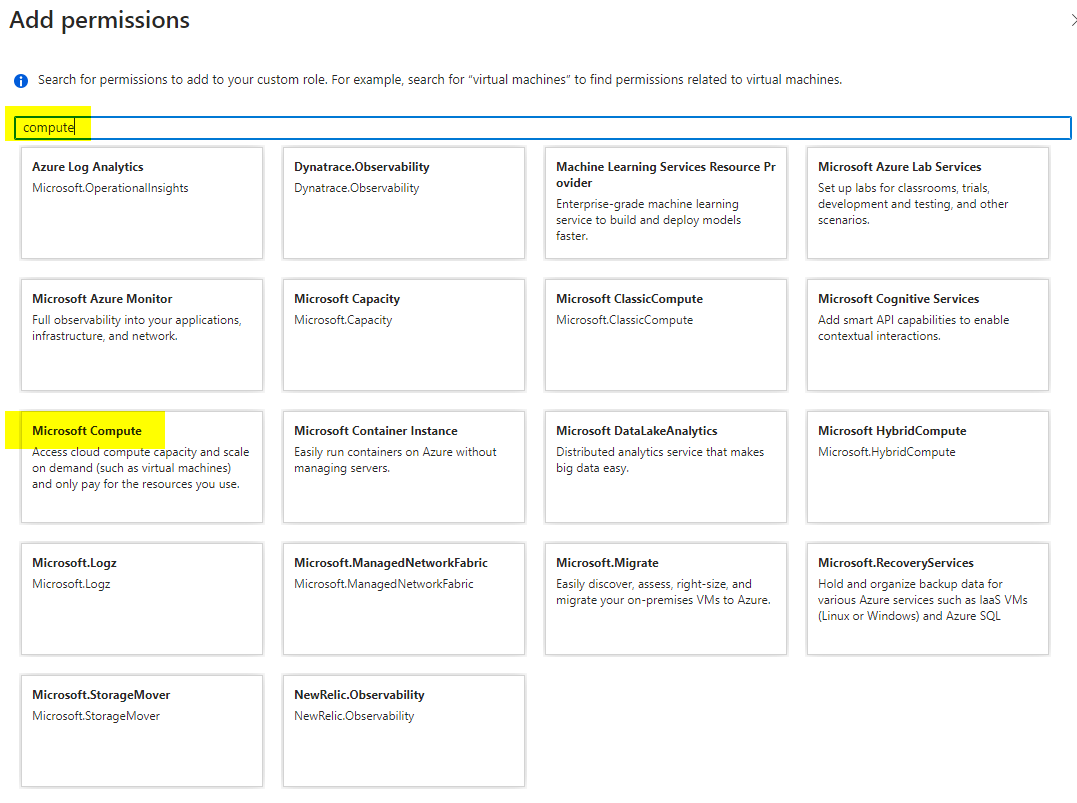 Add permissions
Search for permissions to add to your custom role. For example, search for “virtual machines” to find permissions related to virtual machines.
compute
Azure Log Analytics
Microsoft.OperationalInsights
Dynatrace.Observability
Dynatrace.Observability
Machine Learning Services Resource Pr
ovider
Enterprise-grade machine learning
service to build and deploy models
faster.
Microsoft Azure Lab Services
Set up labs for classrooms, trials,
development and testing, and other
scenarios.
Microsoft Azure Monitor
Full observability into your applications,
infrastructure, and network.
Microsoft Capacity
Microsoft.Capacity
Microsoft ClassicCompute
Microsoft.ClassicCompute
Microsoft Cognitive Services
Add smart API capabilities to enable
contextual interactions.
Microsoft Compute
Access cloud compute capacity and scale
on demand (such as virtual machines)
and only pay for the resources you use.
Microsoft Container Instance
Easily run containers on Azure without
managing servers.
Microsoft DataLakeAnalytics
Distributed analytics service that makes
big data easy.
Microsoft HybridCompute
Microsoft.HybridCompute
Microsoft.Logz
Microsoft.Logz
Microsoft.ManagedNetworkFabric
Microsoft.ManagedNetworkFabric
Microsoft.Migrate
Easily discover, assess, right-size, and
migrate your on-premises VMs to Azure.
Microsoft.RecoveryServices
Hold and organize backup data for
various Azure services such as IaaS VMs
(Linux or Windows) and Azure SQL
Microsoft.StorageMover
Microsoft.StorageMover
NewRelic.Observability
NewRelic.Observability